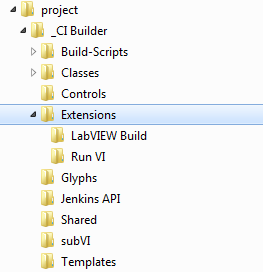 project
_CI Builder
Build-Scripts
Classes
Controls
Extensions
LabVIEW Build
Run VI
Glyphs
Jenkins API
Shared
subVI
Templates